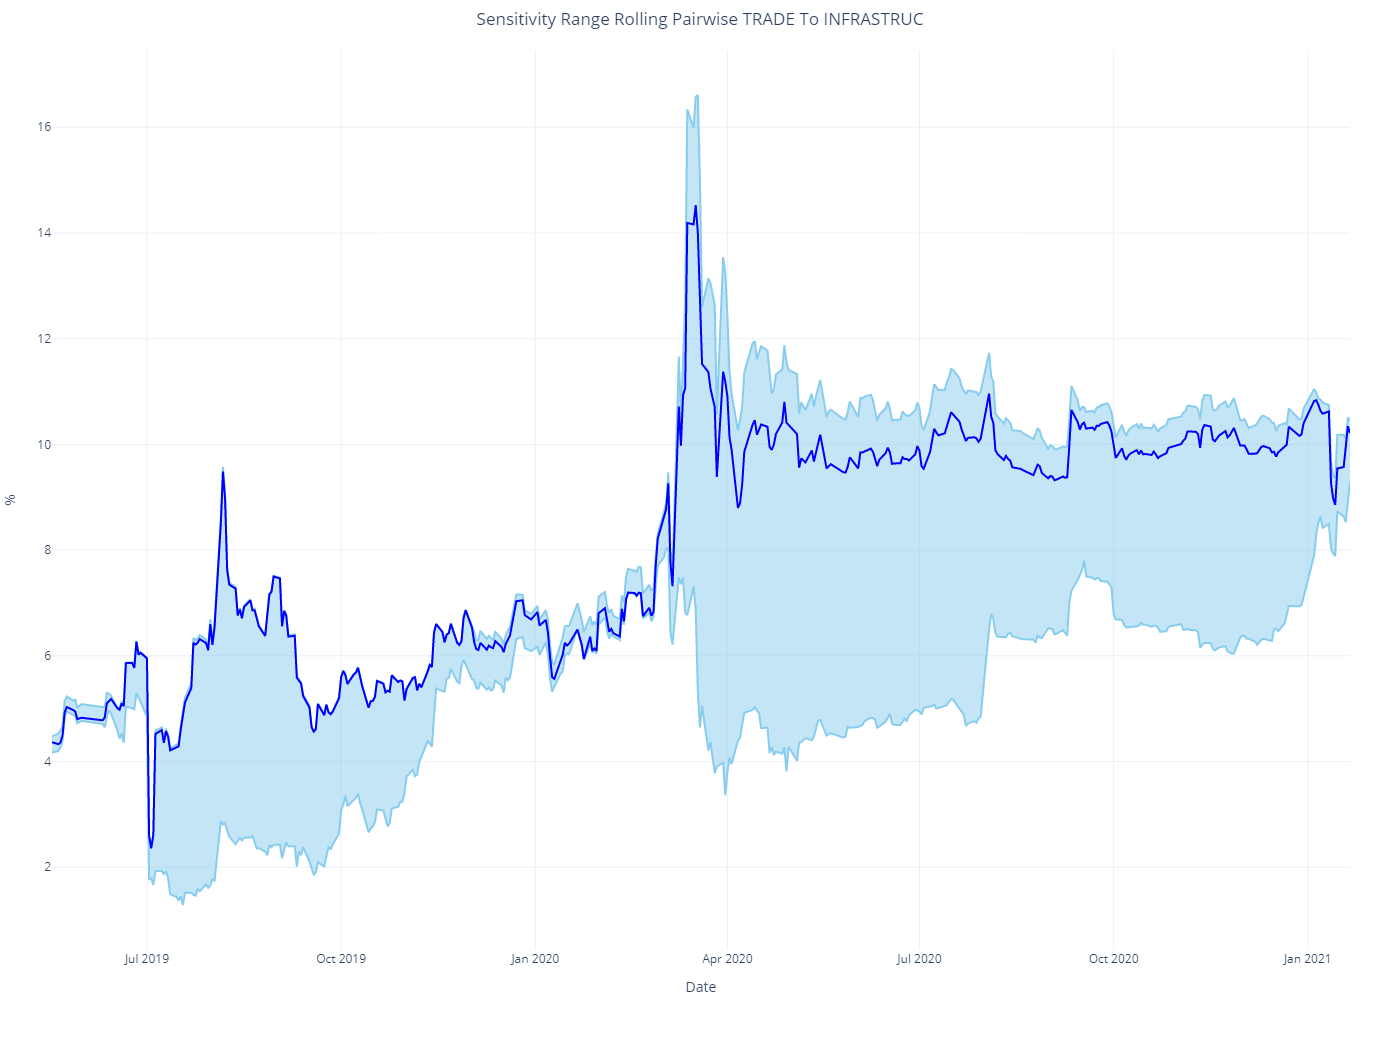 Sensitivity Range Rolling Pairwise TRADE To INFRASTRUC
16
14
12
10
8
6
4
2
%
Jul 2019
Oct 2019
Jan 2020
Apr 2020
Jul 2020
Oct 2020
Jan 2021
Date